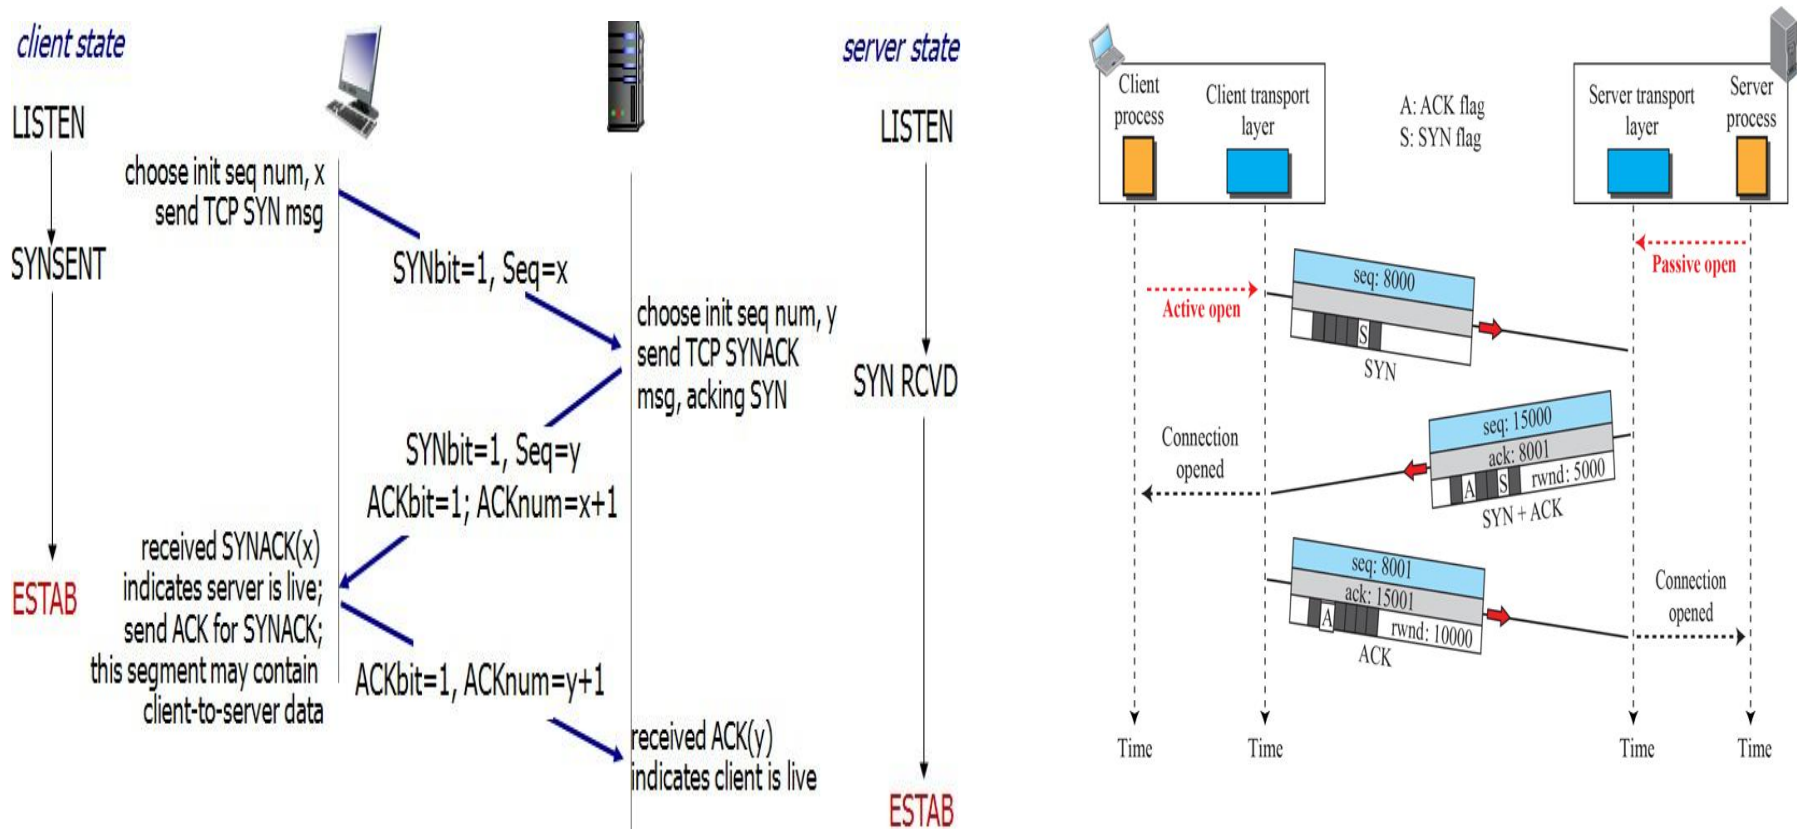 client state
server state
LISTEN
LISTEN
choose init seq num, x
send TCP SYN msg
SYNSENT
SYNbit=1, Seq=x
choose init seq num, y
send TCP SYNACK
msg, acking SYN
SYN RCVD
SYNbit=1, Seq=y
ACKbit=1; ACKnum=x+1
received SYNACK(x)
indicates server is live;
send ACK for SYNACK;
this segment may contain
client-to-server data
ESTAB
ACKbit=1, ACKnum=y+1
received ACK(y)
indicates client is live
ESTAB
Client
process
Client transport
layer
A: ACK flag
S: SYN flag
Server transport
layer
Server
process
Passive open
Active open
seq: 8000
S
SYN
seq: 15000
ack: 8001
A S rwnd: 5000
SYN + ACK
Connection
opened
seq: 8001
ack: 15001
A rwnd: 10000
ACK
Connection
opened
Time
Time
Time
Time